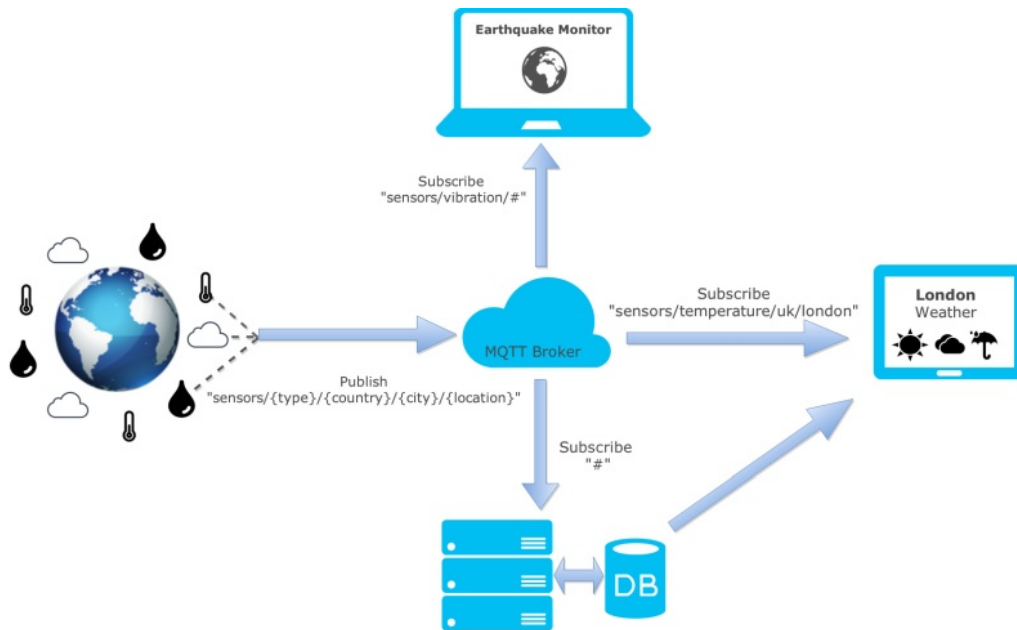 Earthquake Monitor
Subscribe
"sensors/vibration/#"
Subscribe
"sensors/temperature/uk/london"
London
Weather
MQTT Broker
Publish
"sensors/{type}/{country}/{city}/{location}"
Subscribe
"#"
DB